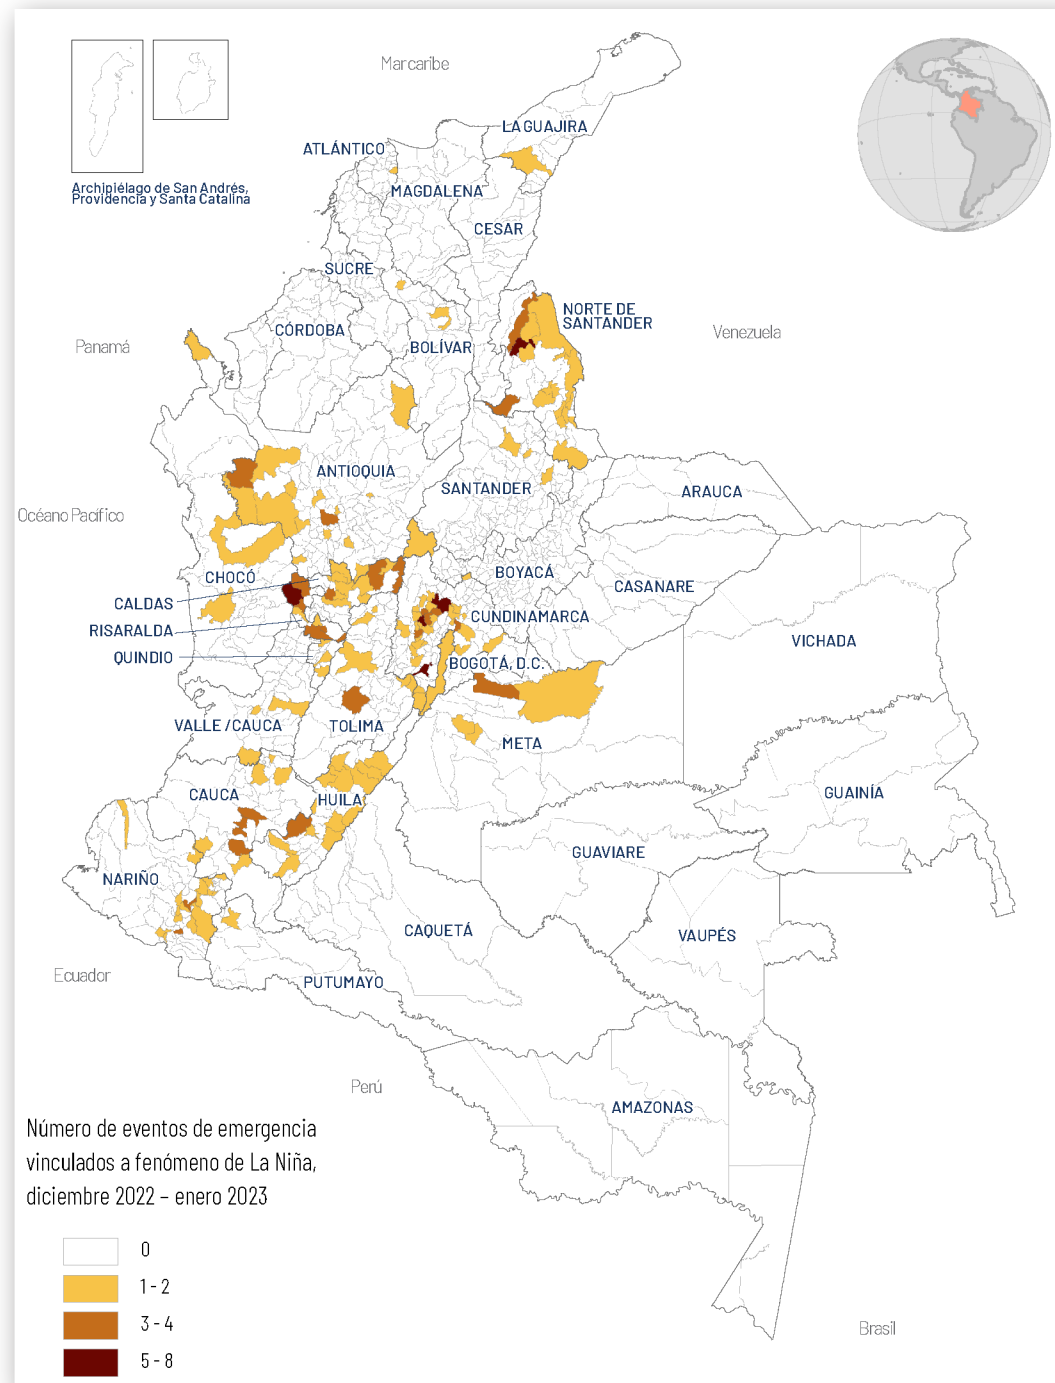 Mar caribe
LA GUAJIRA
ATLÁNTICO
MAGDALENA
Archipiélago de San Andrés,
Providencia y Santa Catalina
CESAR
SUCRE
NORTE DE
SANTANDER
CÓRDOBA
Venezuela
Panamá
BOLÍVAR
ANTIOQUIA
SANTANDER
ARAUCA
Océano Pacífico
BOYACÁ
CHOCÓ
CASANARE
CALDAS
CUNDINAMARCA
RISARALDA
VICHADA
QUINDIO
BOGOTÁ, D.C.
VALLE /CAUCA
TOLIMA
META
CAUCA
HUILA
GUAINÍA
GUAVIARE
NARIÑO
CAQUETÁ
VAUPÉS
Ecuador
PUTUMAYO
Perú
AMAZONAS
Número de eventos de emergencia
vinculados a fenómeno de La Niña,
diciembre 2022 – enero 2023
0
1 - 2
3 - 4
5 - 8
Brasil